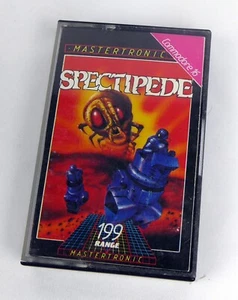 MASTERTRONIC
Commodore 16
SPECTIPEDE
199
RANGE
MASTERTRONIC